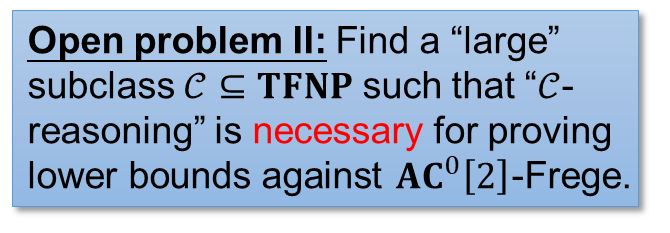 Open problem II: Find a “large”
subclass 𝒞 ⊆ TFNP such that “𝒞-
reasoning” is necessary for proving
lower bounds against AC⁰[2]-Frege.